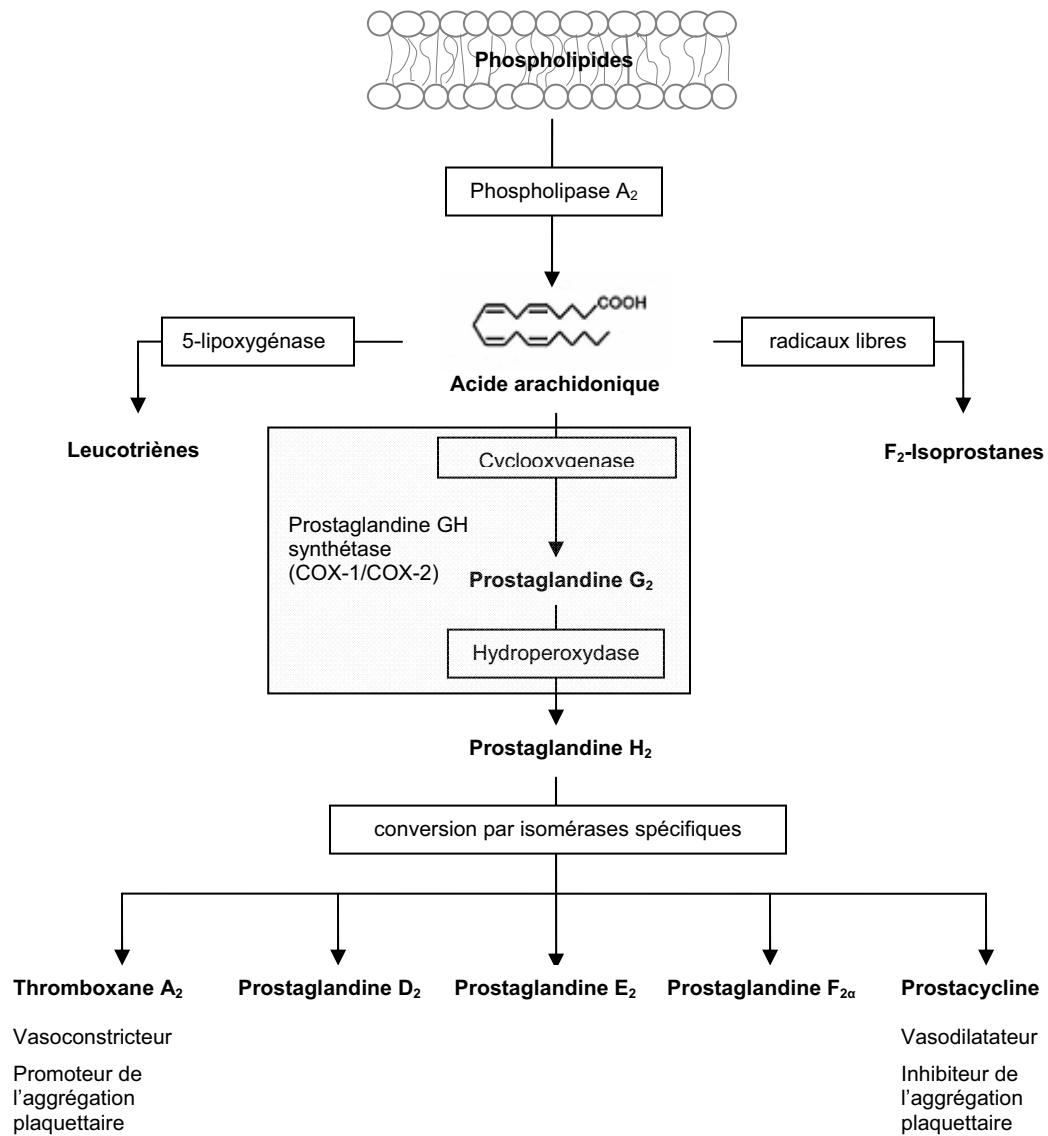 Phospholipides
Phospholipase A₂
COOH
5-lipoxygénase
radicaux libres
Acide arachidonique
Leucotriènes
F₂-Isoprostanes
Cyclooxygenase
Prostaglandine GH
synthétase
(COX-1/COX-2)
Prostaglandine G₂
Hydroperoxydase
Prostaglandine H₂
conversion par isomérases spécifiques
Thromboxane A₂
Prostaglandine D₂
Prostaglandine E₂
Prostaglandine F₂α
Prostacycline
Vasoconstricteur
Promoteur de
l'aggrégation
plaquettaire
Vasodilatateur
Inhibiteur de
l'aggrégation
plaquettaire